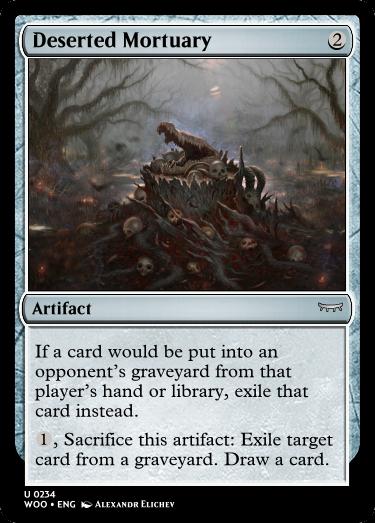 Deserted Mortuary 2
Artifact
If a card would be put into an
opponent's graveyard from that
player's hand or library, exile that
card instead.
1, Sacrifice this artifact: Exile target
card from a graveyard. Draw a card.
U 0234
WOO • ENG Alexandr Elichev